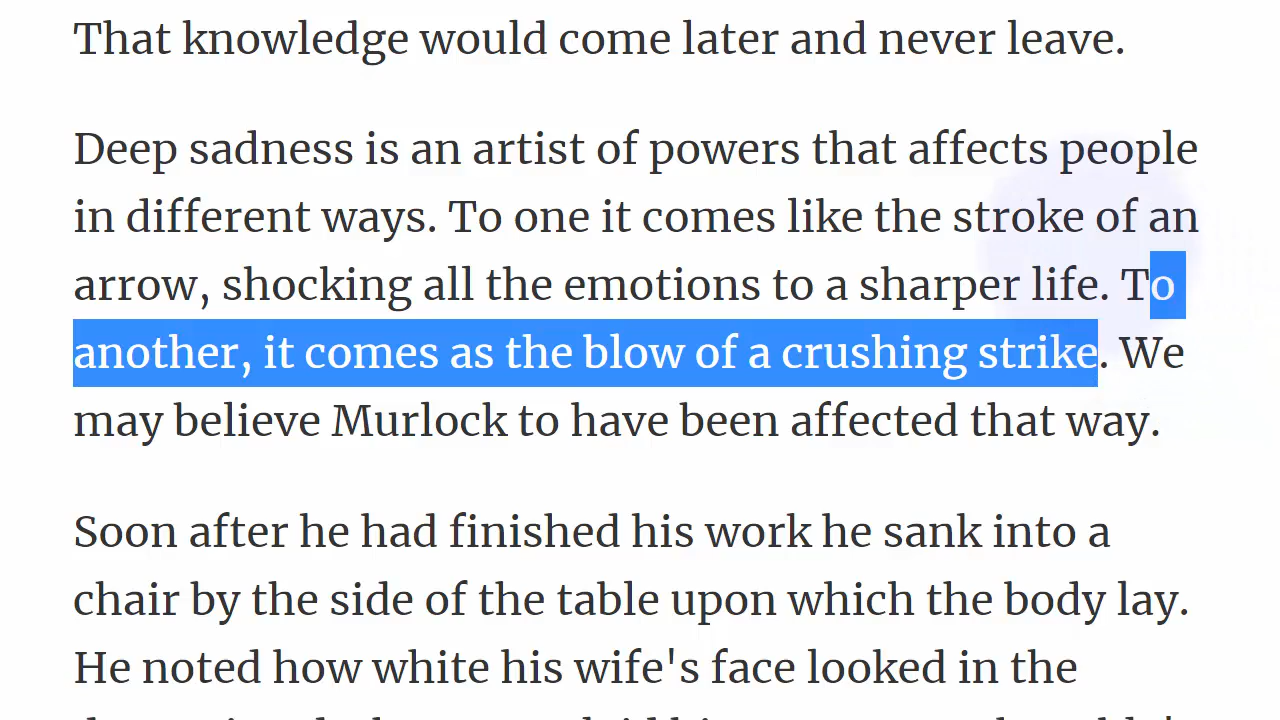 That knowledge would come later and never leave.
Deep sadness is an artist of powers that affects people
in different ways. To one it comes like the stroke of an
arrow, shocking all the emotions to a sharper life. To
another, it comes as the blow of a crushing strike. We
may believe Murlock to have been affected that way.
Soon after he had finished his work he sank into a
chair by the side of the table upon which the body lay.
He noted how white his wife's face looked in the